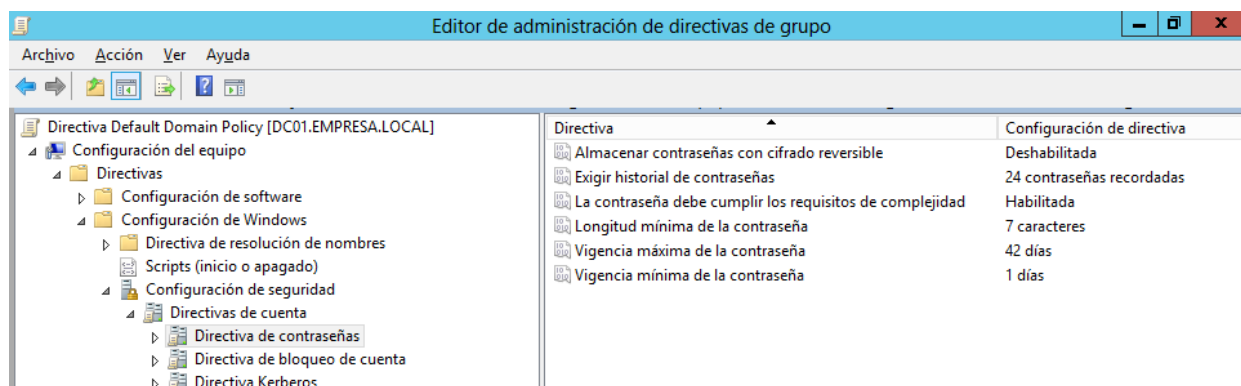 Editor de administración de directivas de grupo
Archivo Acción Ver Ayuda
Directiva Default Domain Policy [DC01.EMPRESA.LOCAL]
Configuración del equipo
Directivas
Configuración de software
Configuración de Windows
Directiva de resolución de nombres
Scripts (inicio o apagado)
Configuración de seguridad
Directivas de cuenta
Directiva de contraseñas
Directiva de bloqueo de cuenta
Directiva Kerberos
Directiva Configuración de directiva
Almacenar contraseñas con cifrado reversible Deshabilitada
Exigir historial de contraseñas 24 contraseñas recordadas
La contraseña debe cumplir los requisitos de complejidad Habilitada
Longitud mínima de la contraseña 7 caracteres
Vigencia máxima de la contraseña 42 días
Vigencia mínima de la contraseña 1 días